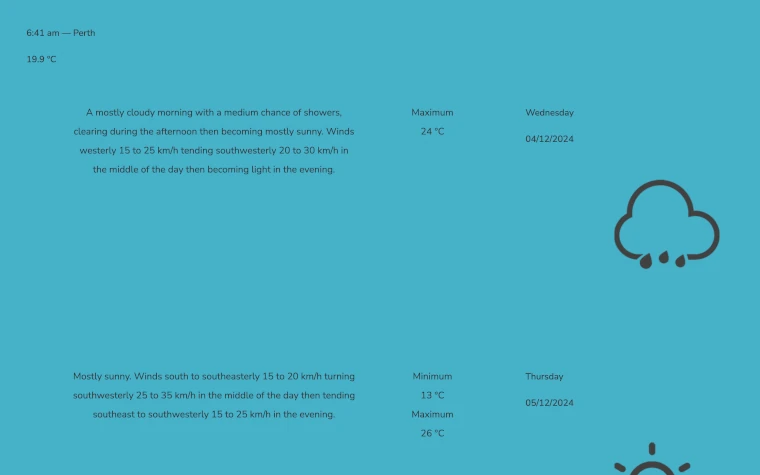 6:41 am — Perth
19.9 °C
A mostly cloudy morning with a medium chance of showers,
clearing during the afternoon then becoming mostly sunny. Winds
westerly 15 to 25 km/h tending southwesterly 20 to 30 km/h in
the middle of the day then becoming light in the evening.
Maximum
24 °C
Wednesday
04/12/2024
Mostly sunny. Winds south to southeasterly 15 to 20 km/h turning
southwesterly 25 to 35 km/h in the middle of the day then tending
southeast to southwesterly 15 to 25 km/h in the evening.
Minimum
13 °C
Maximum
26 °C
Thursday
05/12/2024